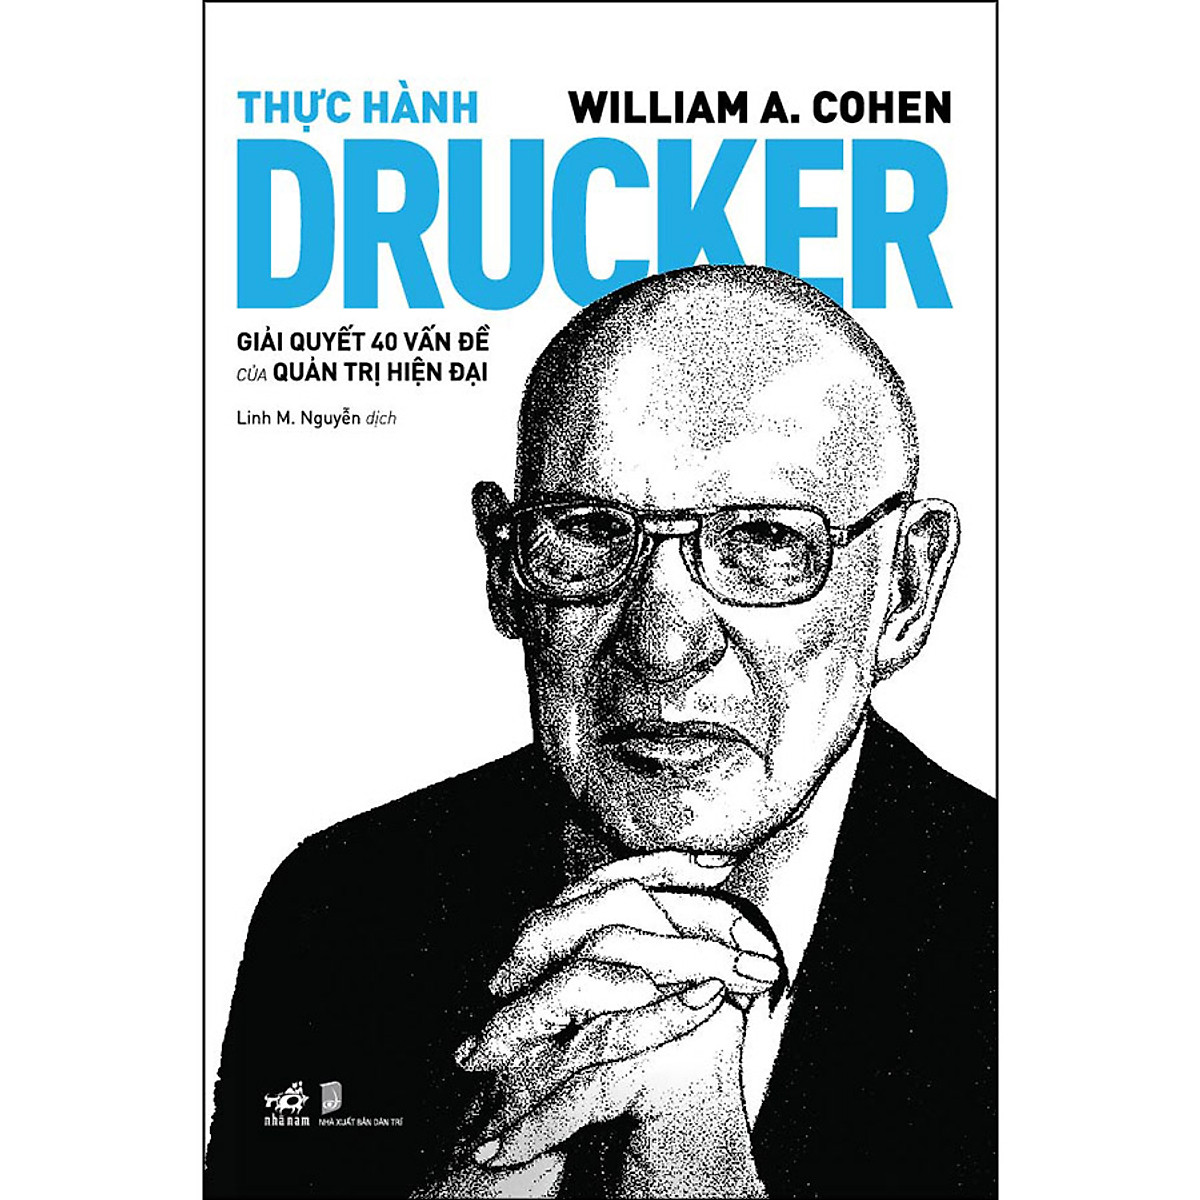 THỰC HÀNH
WILLIAM A. COHEN
DRUCKER
GIẢI QUYẾT 40 VẤN ĐỀ
CỦA QUẢN TRỊ HIỆN ĐẠI
Linh M. Nguyễn dịch
nhã nam
NHÀ XUẤT BẢN DÂN TRÍ